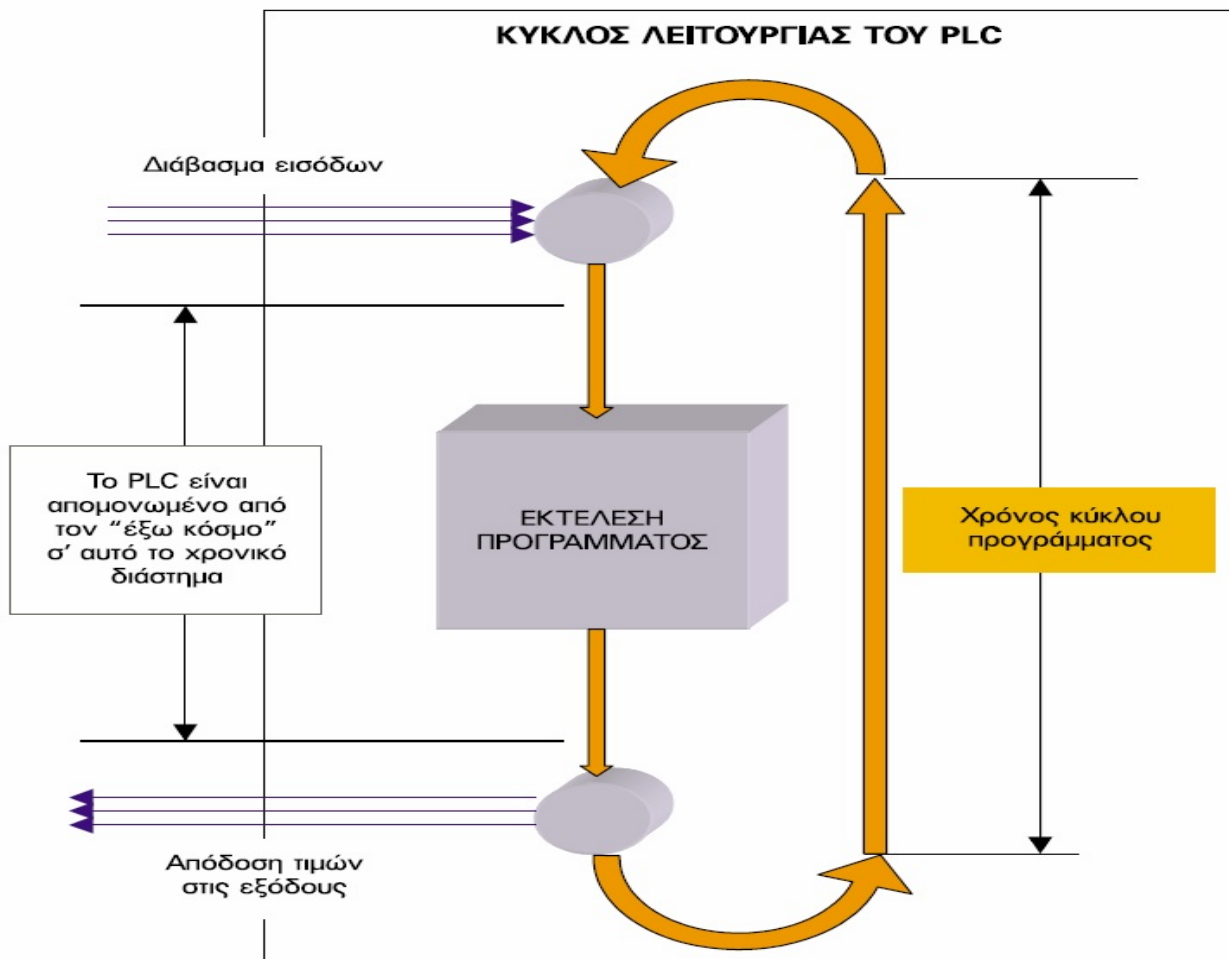 ΚΥΚΛΟΣ ΛΕΙΤΟΥΡΓΙΑΣ ΤΟΥ PLC
Διάβασμα εισόδων
Το PLC είναι
απομονωμένο από
τον “έξω κόσμο”
σ’ αυτό το χρονικό
διάστημα
ΕΚΤΕΛΕΣΗ
ΠΡΟΓΡΑΜΜΑΤΟΣ
Χρόνος κύκλου
προγράμματος
Απόδοση τιμών
στις εξόδους